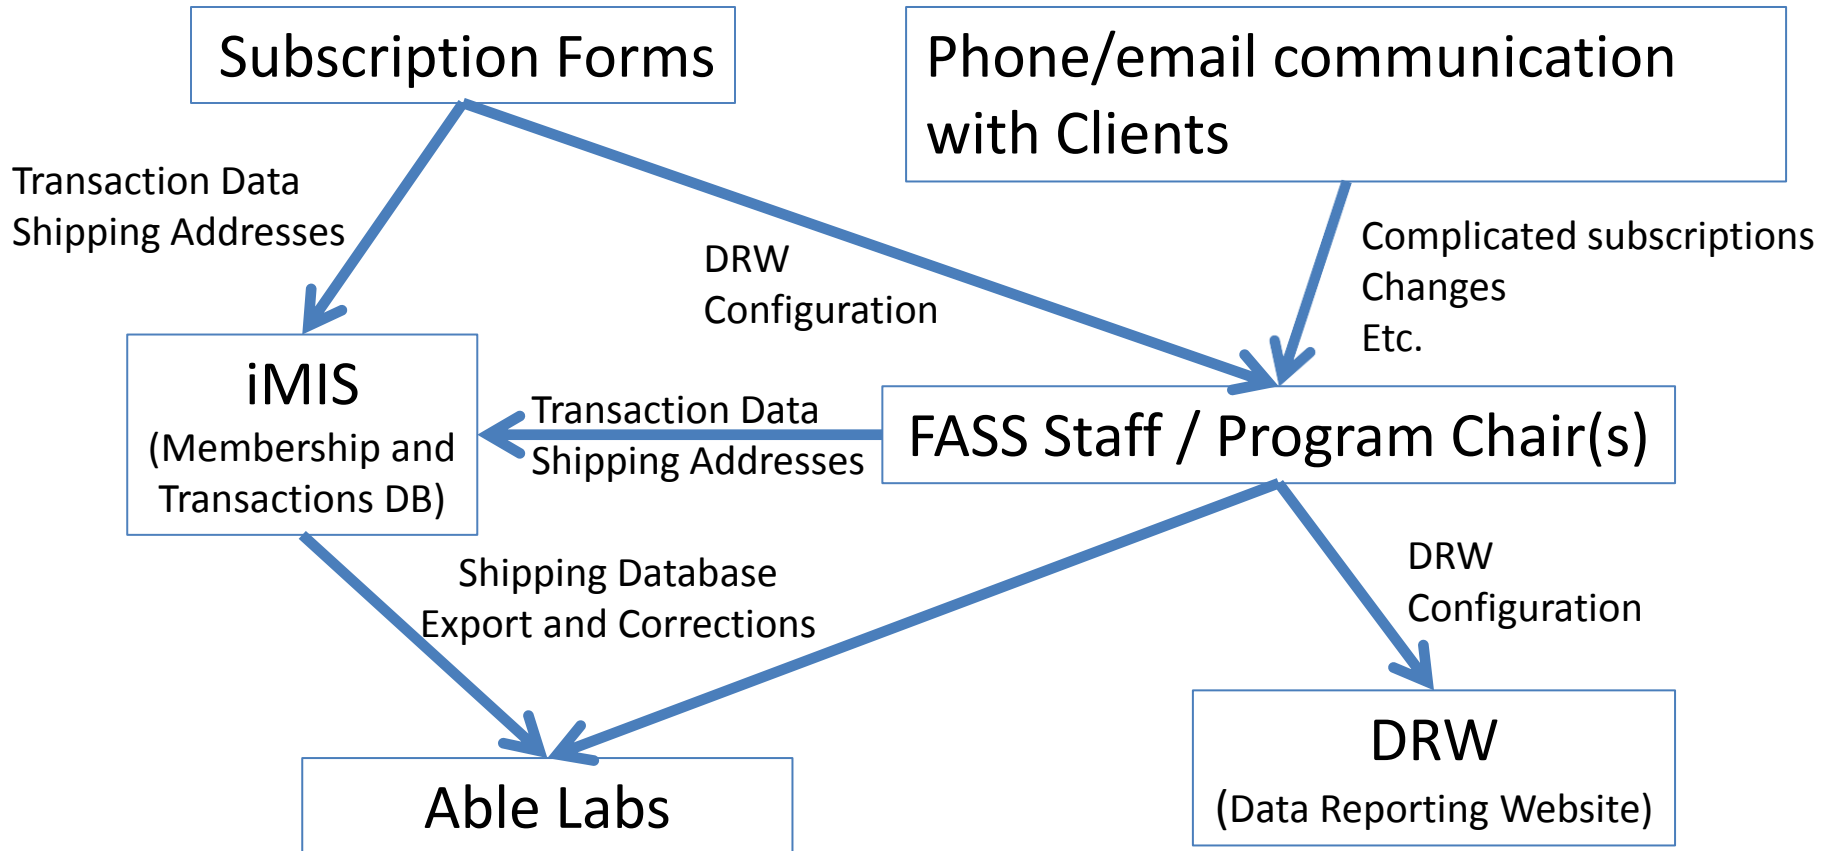 Subscription Forms
Phone/email communication
with Clients
Transaction Data
Shipping Addresses
DRW
Configuration
Complicated subscriptions
Changes
Etc.
iMIS
(Membership and
Transactions DB)
Transaction Data
Shipping Addresses
FASS Staff / Program Chair(s)
Shipping Database
Export and Corrections
DRW
Configuration
Able Labs
DRW
(Data Reporting Website)